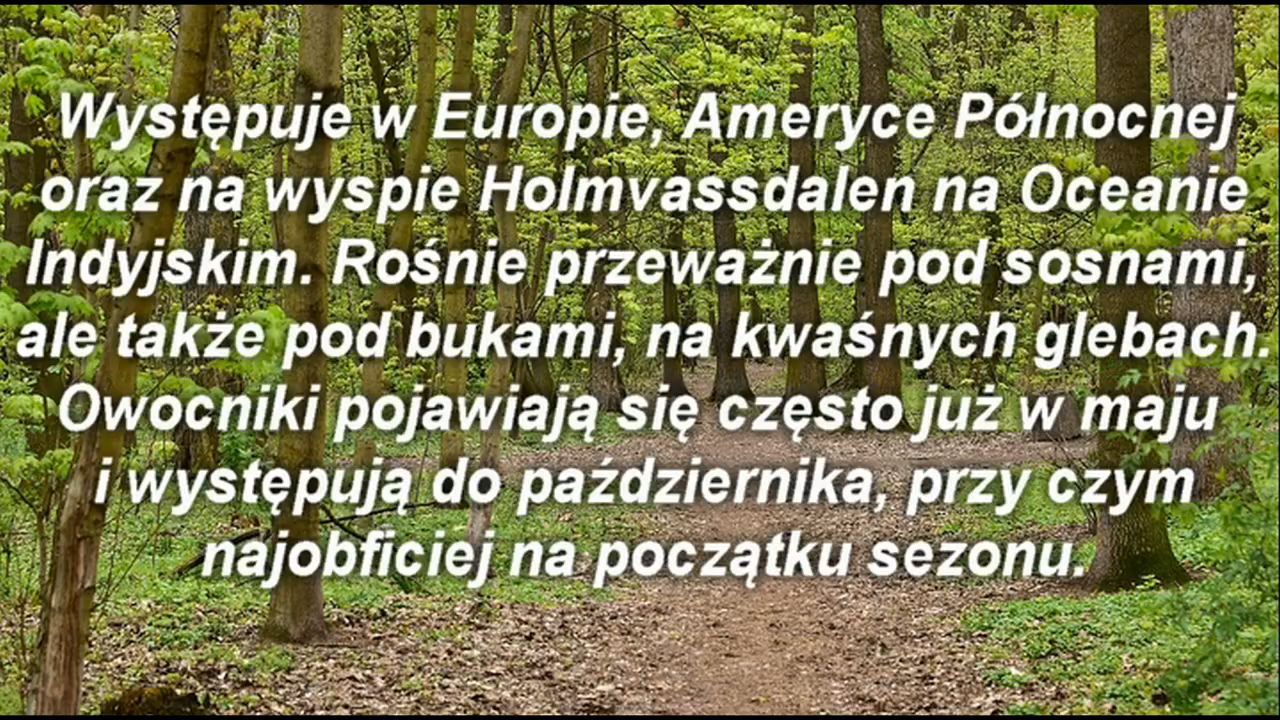 Występuje w Europie, Ameryce Północnej
oraz na wyspie Holmvassdalen na Oceanie
Indyjskim. Rośnie przeważnie pod sosnami,
ale także pod bukami, na kwaśnych glebach.
Owocniki pojawiają się często już w maju
i występują do października, przy czym
najobficiej na początku sezonu.